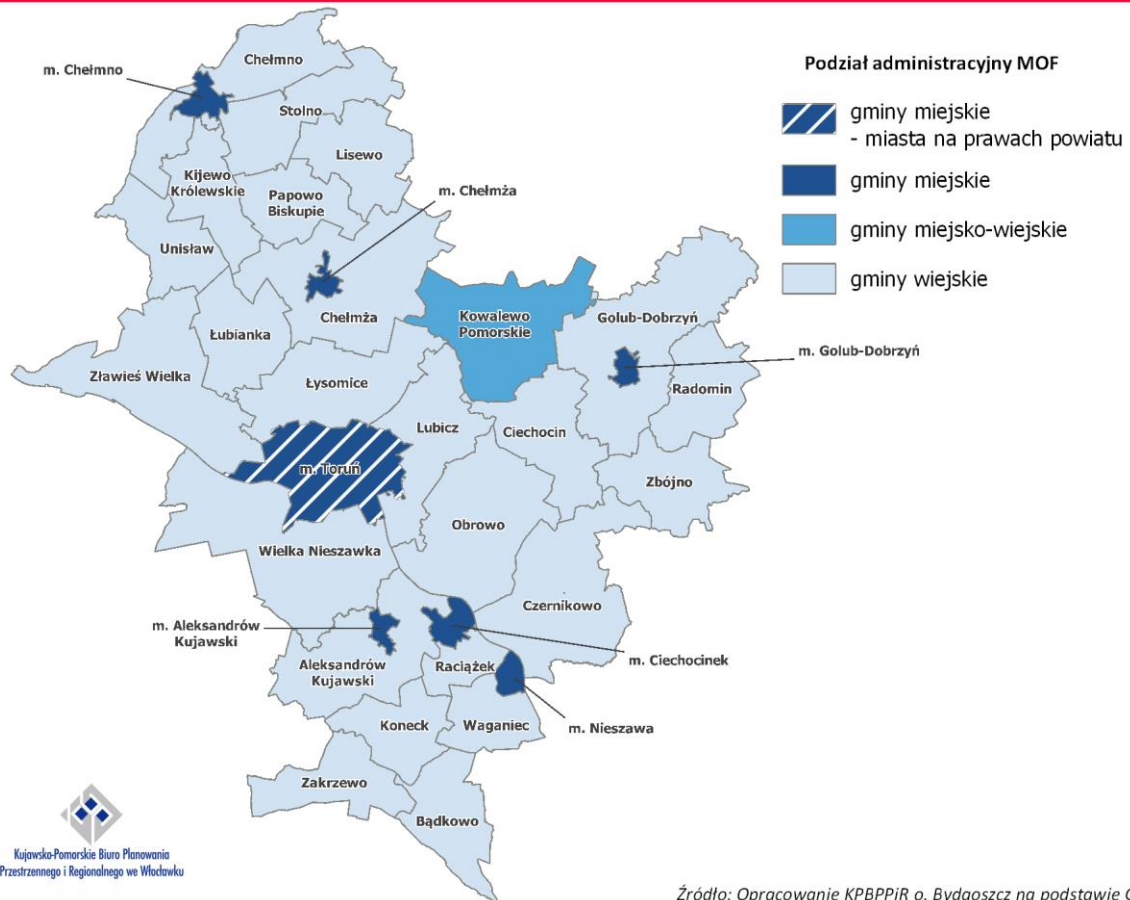 Podział administracyjny MOF
gminy miejskie
- miasta na prawach powiatu
gminy miejskie
gminy miejsko-wiejskie
gminy wiejskie
m. Chełmno
Chełmno
Stolno
Lisewo
Kijewo
Królewskie
Papowo
Biskupie
m. Chełmża
Unisław
Chełmża
Łubianka
Kowalewo
Pomorskie
Golub-Dobrzyń
m. Golub-Dobrzyń
Radomin
Zławieś Wielka
Łysomice
Lubicz
Ciechocin
m. Toruń
Zbójno
Obrowo
Wielka Nieszawka
Czernikowo
m. Aleksandrów
Kujawski
Aleksandrów
Kujawski
Raciążek
m. Ciechocinek
Koneck
Waganiec
m. Nieszawa
Zakrzewo
Bądkowo
Kujawsko-Pomorskie Biuro Planowania
Przestrzennego i Regionalnego we Włocławku
Źródło: Opracowanie KPBPPiR o. Bydgoszcz na podstawie